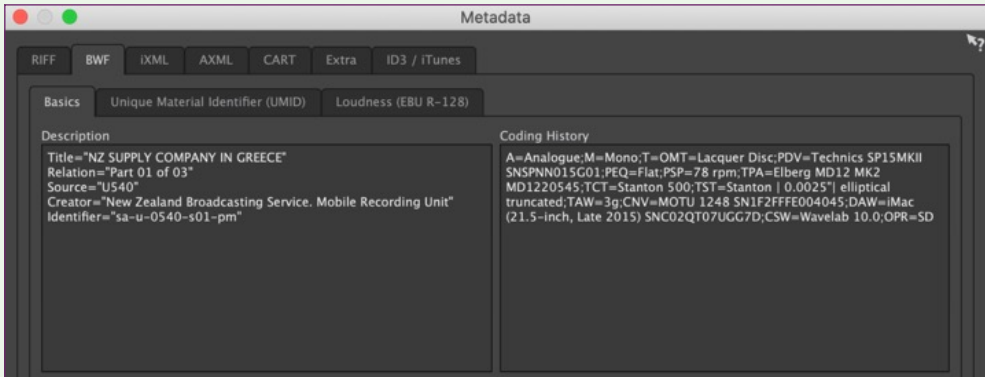 Metadata
RIFF BWF iXML AXML CART Extra ID3 / iTunes
Basics Unique Material Identifier (UMID) Loudness (EBU R-128)
Description
Title="NZ SUPPLY COMPANY IN GREECE"
Relation="Part 01 of 03"
Source="U540"
Creator="New Zealand Broadcasting Service. Mobile Recording Unit"
Identifier="sa-u-0540-s01-pm"
Coding History
A=Analogue;M=Mono;T=OMT=Lacquer Disc;PDV=Technics SP15MKII
SNSPNN015G01;PEQ=Flat;PSP=78 rpm;TPA=Elberg MD12 MK2
MD1220545;TCT=Stanton 500;TST=Stanton | 0.0025"| elliptical
truncated;TAW=3g;CNV=MOTU 1248 SN1F2FFFE004045;DAW=iMac
(21.5-inch, Late 2015) SNC02QT07UGG7D;CSW=Wavelab 10.0;OPR=SD